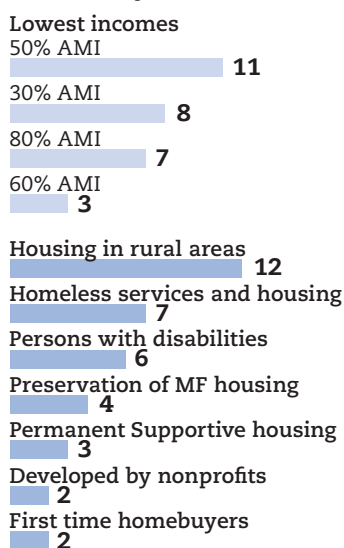 Lowest incomes
50% AMI
11
30% AMI
8
80% AMI
7
60% AMI
3
Housing in rural areas
12
Homeless services and housing
7
Persons with disabilities
6
Preservation of MF housing
4
Permanent Supportive housing
3
Developed by nonprofits
2
First time homebuyers
2